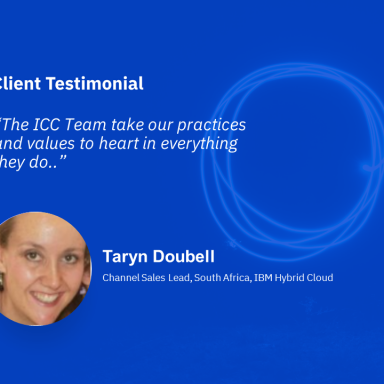 Client Testimonial
“The ICC Team take our practices
and values to heart in everything
they do..”
Taryn Doubell
Channel Sales Lead, South Africa, IBM Hybrid Cloud